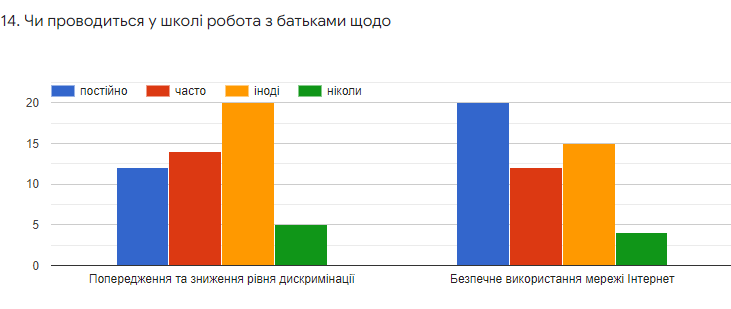 14. Чи проводиться у школі робота з батьками щодо
постійно часто іноді ніколи
20
15
10
5
0
Попередження та зниження рівня дискримінації Безпечне використання мережі Інтернет